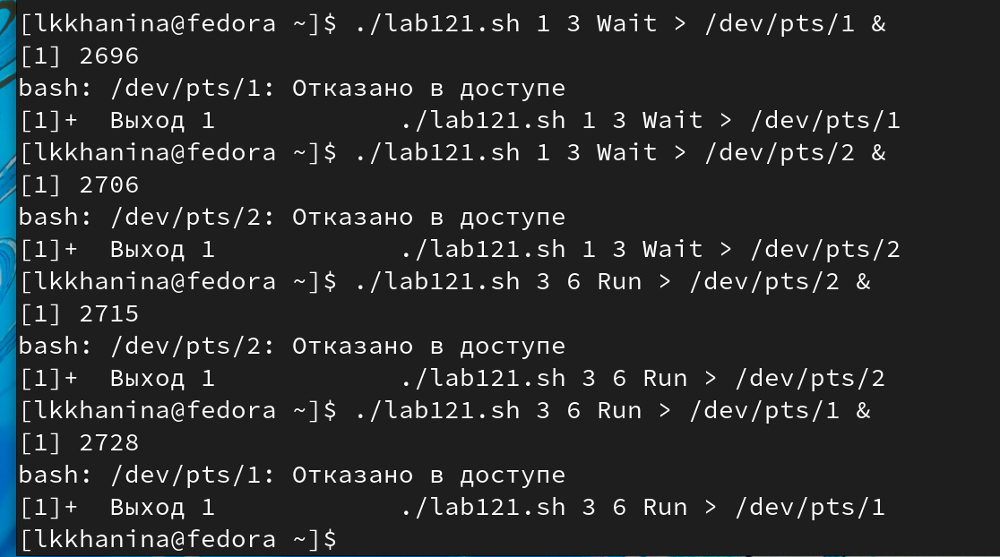 [lkkhanina@fedora ~]$ ./lab121.sh 1 3 Wait > /dev/pts/1 &
[1] 2696
bash: /dev/pts/1: Отказано в доступе
[1]+  Выход 1            ./lab121.sh 1 3 Wait > /dev/pts/1
[lkkhanina@fedora ~]$ ./lab121.sh 1 3 Wait > /dev/pts/2 &
[1] 2706
bash: /dev/pts/2: Отказано в доступе
[1]+  Выход 1            ./lab121.sh 1 3 Wait > /dev/pts/2
[lkkhanina@fedora ~]$ ./lab121.sh 3 6 Run > /dev/pts/2 &
[1] 2715
bash: /dev/pts/2: Отказано в доступе
[1]+  Выход 1            ./lab121.sh 3 6 Run > /dev/pts/2
[lkkhanina@fedora ~]$ ./lab121.sh 3 6 Run > /dev/pts/1 &
[1] 2728
bash: /dev/pts/1: Отказано в доступе
[1]+  Выход 1            ./lab121.sh 3 6 Run > /dev/pts/1
[lkkhanina@fedora ~]$